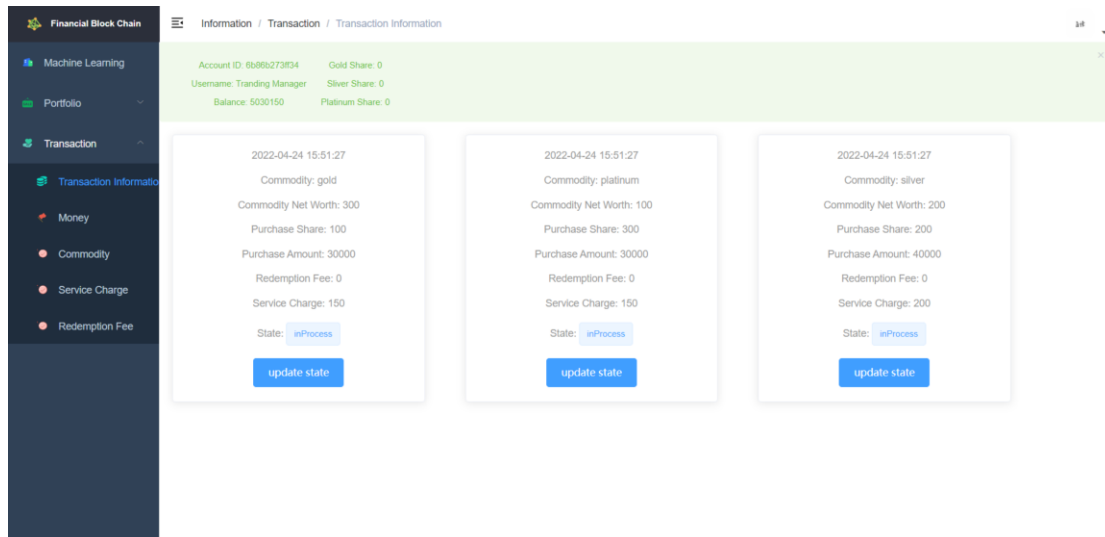 Financial Block Chain
Information / Transaction / Transaction Information
Machine Learning
Portfolio
Transaction
Transaction Informatio
Money
Commodity
Service Charge
Redemption Fee
Account ID: 6b86b273ff34 Gold Share: 0
Username: Tranding Manager Sliver Share: 0
Balance: 5030150 Platinum Share: 0
2022-04-24 15:51:27
Commodity: gold
Commodity Net Worth: 300
Purchase Share: 100
Purchase Amount: 30000
Redemption Fee: 0
Service Charge: 150
State: inProcess
update state
2022-04-24 15:51:27
Commodity: platinum
Commodity Net Worth: 100
Purchase Share: 300
Purchase Amount: 30000
Redemption Fee: 0
Service Charge: 150
State: inProcess
update state
2022-04-24 15:51:27
Commodity: silver
Commodity Net Worth: 200
Purchase Share: 200
Purchase Amount: 40000
Redemption Fee: 0
Service Charge: 200
State: inProcess
update state